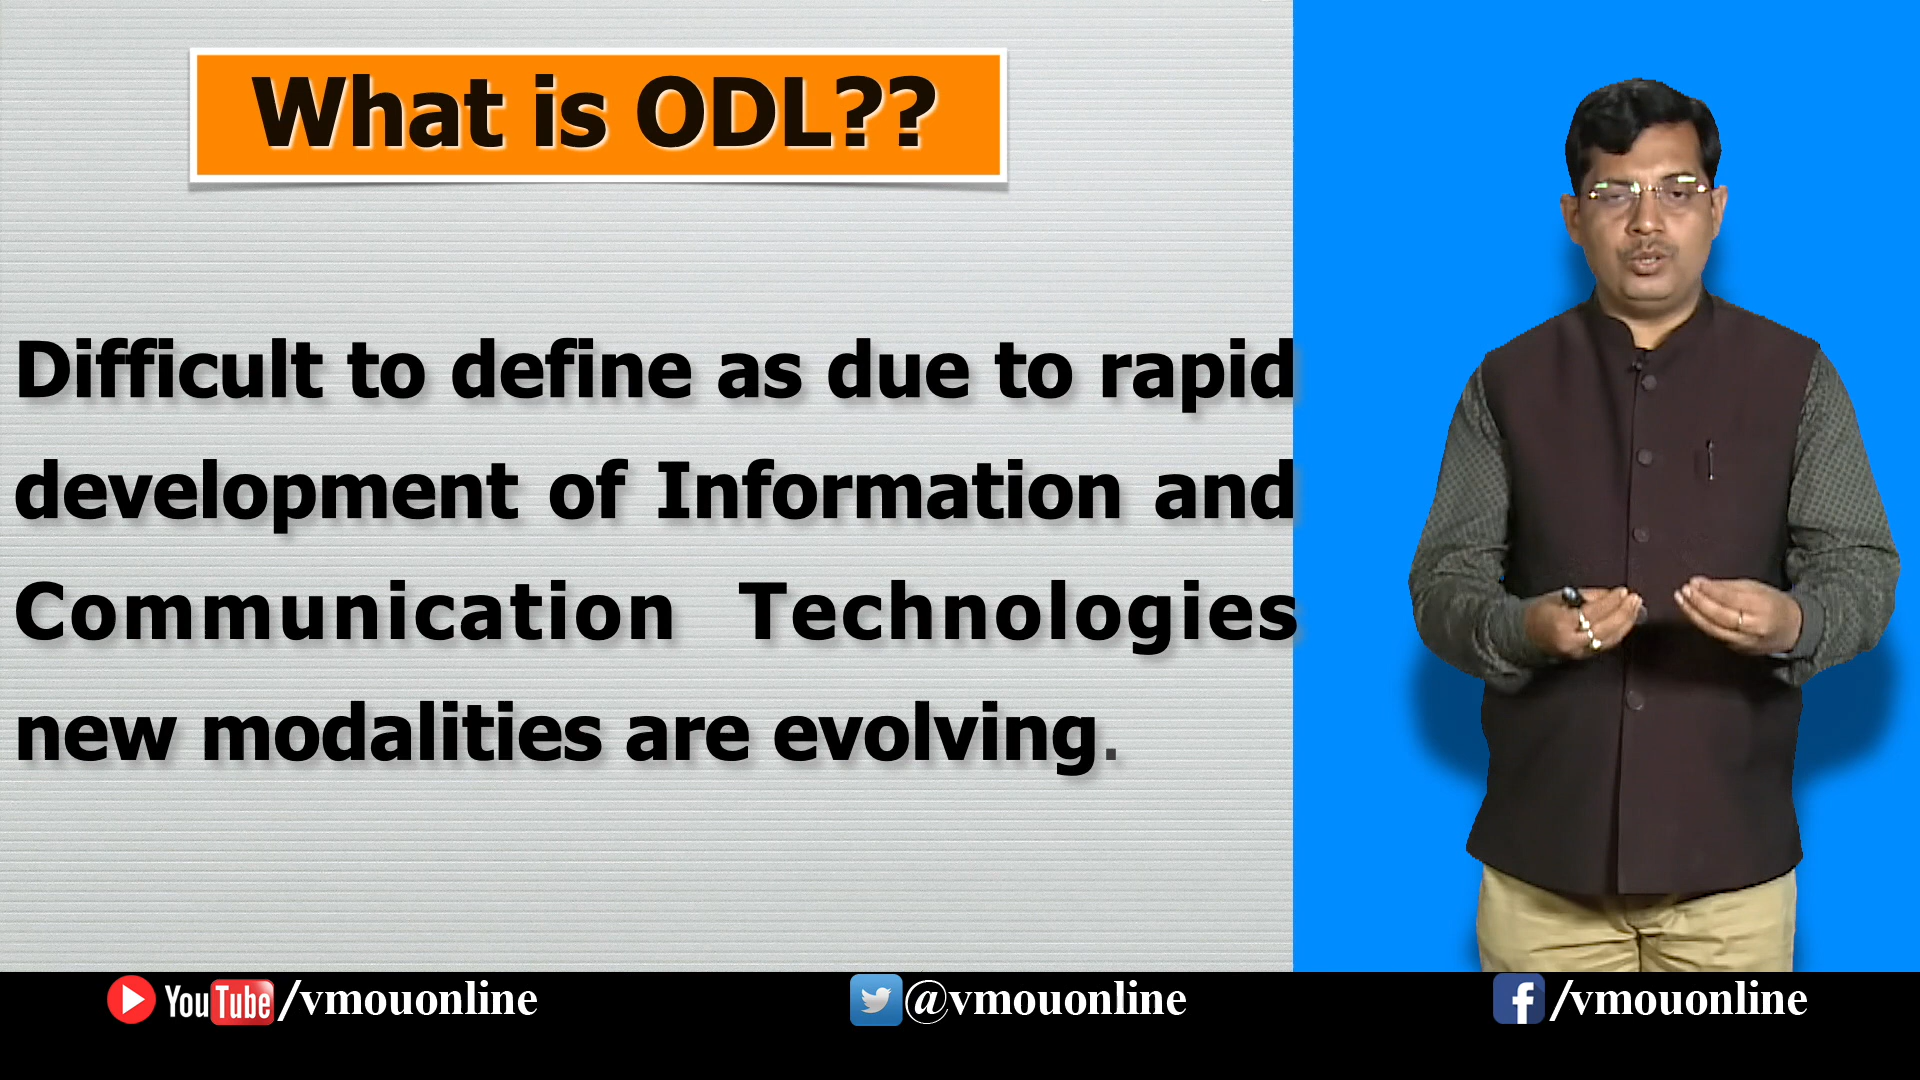 What is ODL??
Difficult to define as due to rapid
development of Information and
Communication Technologies
new modalities are evolving.
YouTube /vmouonline
@vmouonline
f /vmouonline